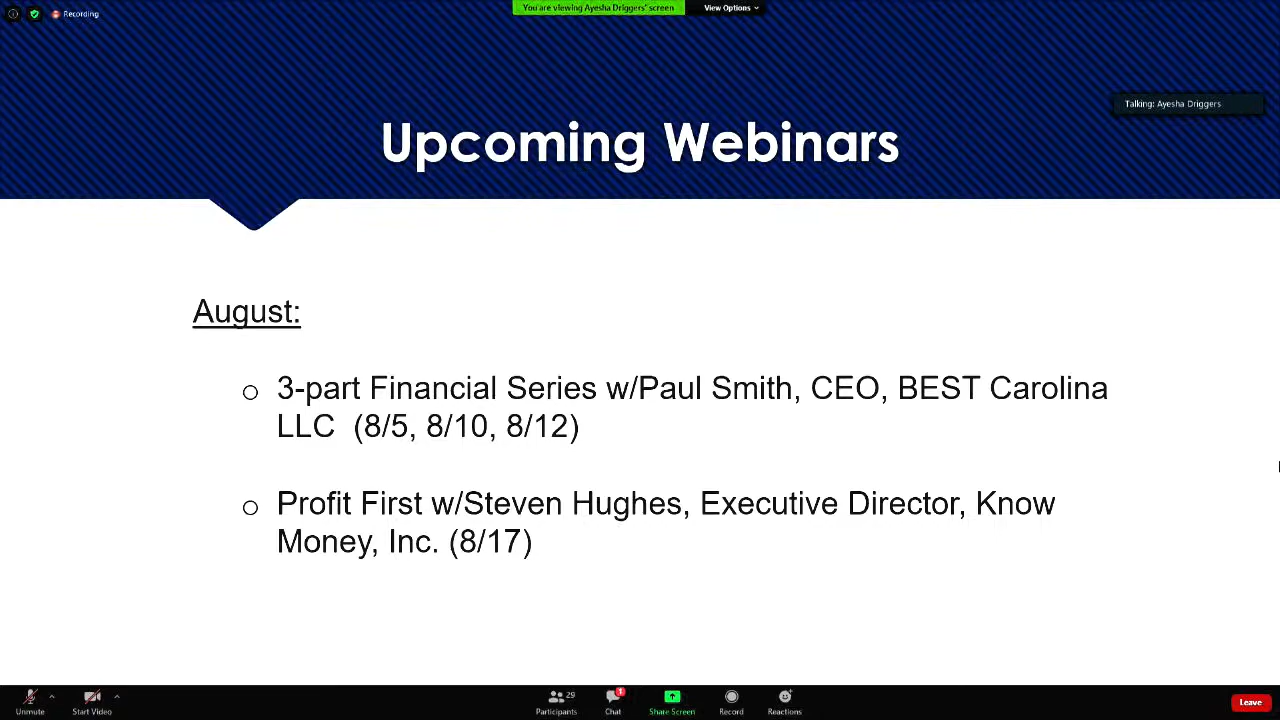 Recording
You are viewing Ayesha Driggers' screen
View Options
Talking: Ayesha Driggers
Upcoming Webinars
August:
3-part Financial Series w/Paul Smith, CEO, BEST Carolina
LLC (8/5, 8/10, 8/12)
Profit First w/Steven Hughes, Executive Director, Know
Money, Inc. (8/17)
Unmute
Start Video
29
Participants
1
Chat
Share Screen
Record
Reactions
Leave